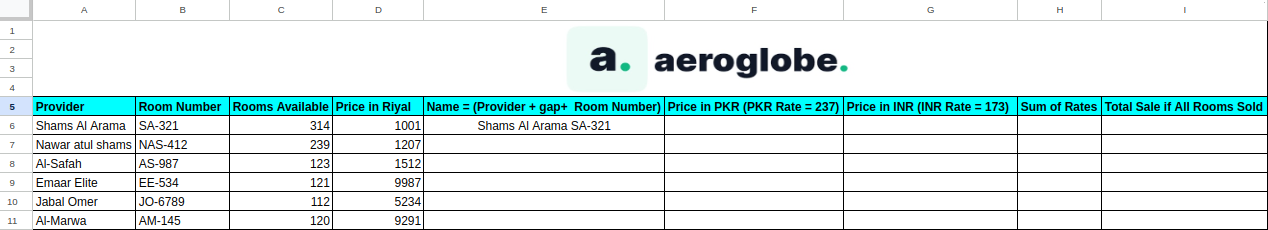 A B C D E F G H I
1
2
3
4
a. aeroglobe.
5 Provider Room Number Rooms Available Price in Riyal Name = (Provider + gap+  Room Number) Price in PKR (PKR Rate = 237) Price in INR (INR Rate = 173) Sum of Rates Total Sale if All Rooms Sold
6 Shams Al Arama SA-321 314 1001 Shams Al Arama SA-321
7 Nawar atul shams NAS-412 239 1207
8 Al-Safah AS-987 123 1512
9 Emaar Elite EE-534 121 9987
10 Jabal Omer JO-6789 112 5234
11 Al-Marwa AM-145 120 9291